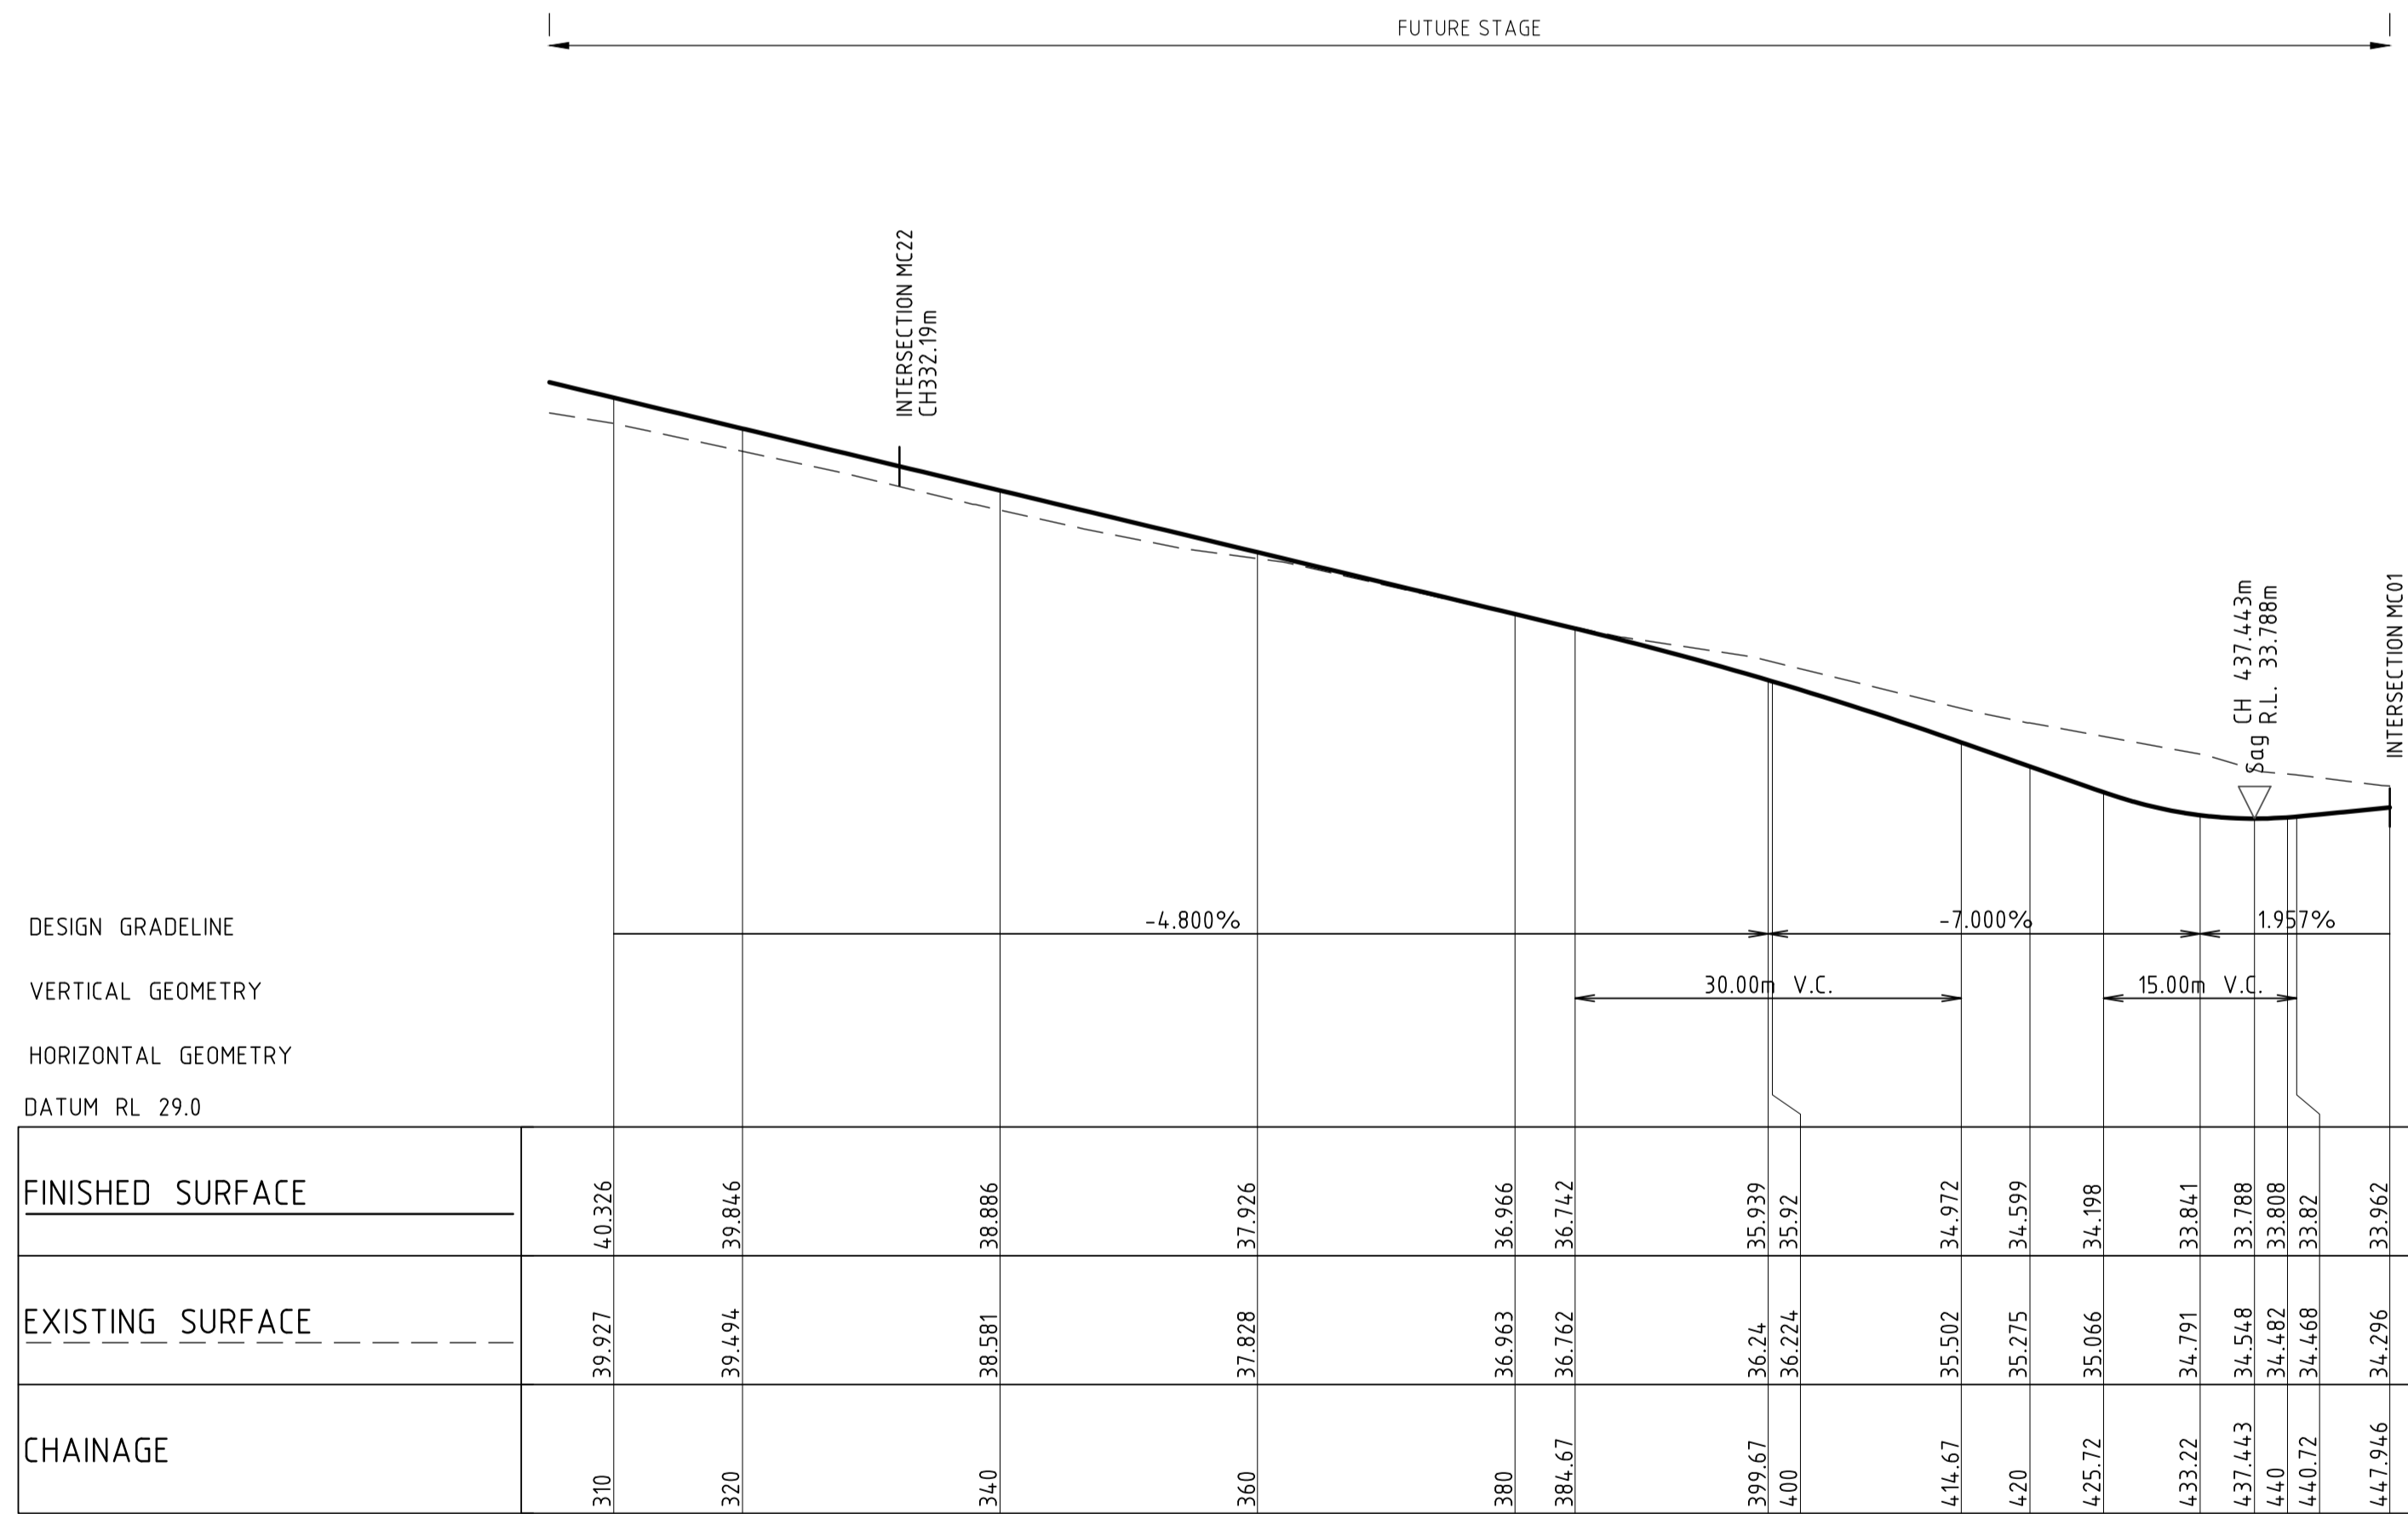 FUTURE STAGE
INTERSECTION MC22
CH332.19m
Sag CH 437.443m
R.L. 33.788m
INTERSECTION MC01
DESIGN GRADELINE -4.800% -7.000% 1.957%
VERTICAL GEOMETRY 30.00m V.C. 15.00m V.C.
HORIZONTAL GEOMETRY
DATUM RL 29.0
FINISHED SURFACE 40.326 39.846 38.886 37.926 36.966 36.742 35.939 35.92 34.972 34.599 34.198 33.841 33.788 33.808 33.82 33.962
EXISTING SURFACE 39.927 39.494 38.581 37.828 36.963 36.762 36.24 36.224 35.502 35.275 35.066 34.791 34.548 34.482 34.468 34.296
CHAINAGE 310 320 340 360 380 384.67 399.67 400 414.67 420 425.72 433.22 437.443 440 440.72 447.946